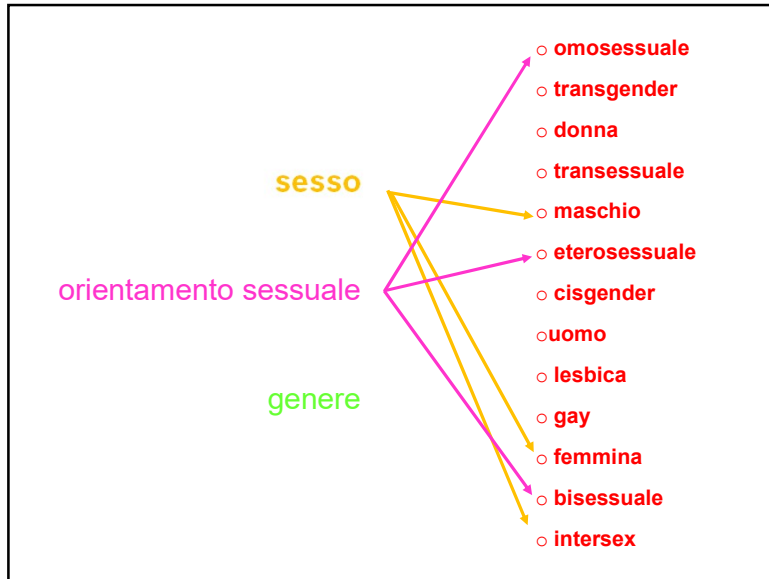 sesso
orientamento sessuale
genere
○ omosessuale
○ transgender
○ donna
○ transessuale
○ maschio
○ eterosessuale
○ cisgender
○uomo
○ lesbica
○ gay
○ femmina
○ bisessuale
○ intersex